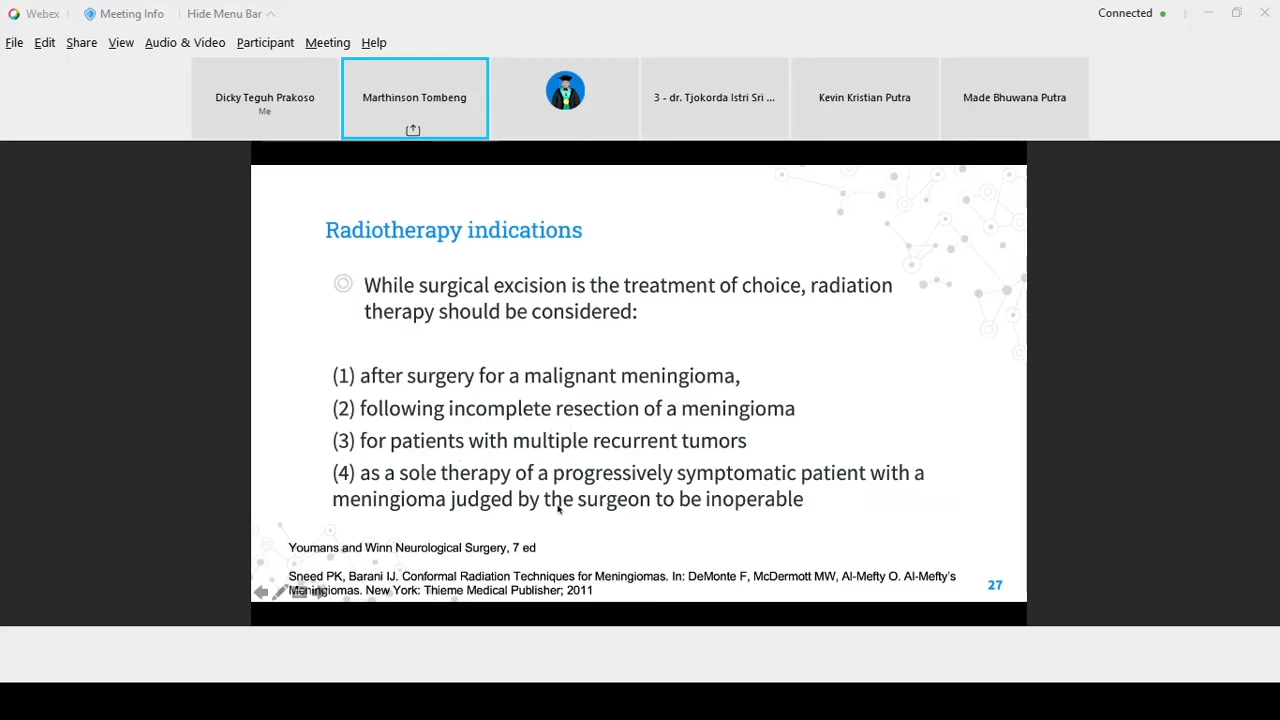 Webex
Meeting Info
Hide Menu Bar
Connected
File Edit Share View Audio & Video Participant Meeting Help
Dicky Teguh Prakoso
Me
Marthinson Tombeng
3 - dr. Tjokorda Istri Sri ...
Kevin Kristian Putra
Made Bhuwana Putra
Radiotherapy indications
While surgical excision is the treatment of choice, radiation
therapy should be considered:
(1) after surgery for a malignant meningioma,
(2) following incomplete resection of a meningioma
(3) for patients with multiple recurrent tumors
(4) as a sole therapy of a progressively symptomatic patient with a
meningioma judged by the surgeon to be inoperable
Youmans and Winn Neurological Surgery, 7 ed
Sneed PK, Barani IJ. Conformal Radiation Techniques for Meningiomas. In: DeMonte F, McDermott MW, Al-Mefty O. Al-Mefty's
Meningiomas. New York: Thieme Medical Publisher; 2011
27